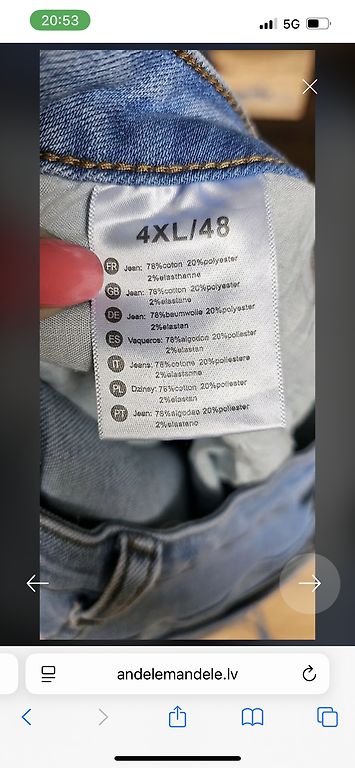 20:53
5G
4XL/48
FR Jean: 78%coton 20%polyester
2%elasthanne
GB Jean: 78%cotton 20%polyester
2%elastane
DE Jean: 78%baumwolle 20%polyester
2%elastan
ES Vaqueros: 78%algodon 20%poliester
2%elastan
IT Jeans: 78%cotone 20%poliestere
2%elastane
PL Dzinsy: 78%cotton 20%poliester
2%elastan
PT Jean: 78%algodao 20%poliester
2%elastano
andelemandele.lv